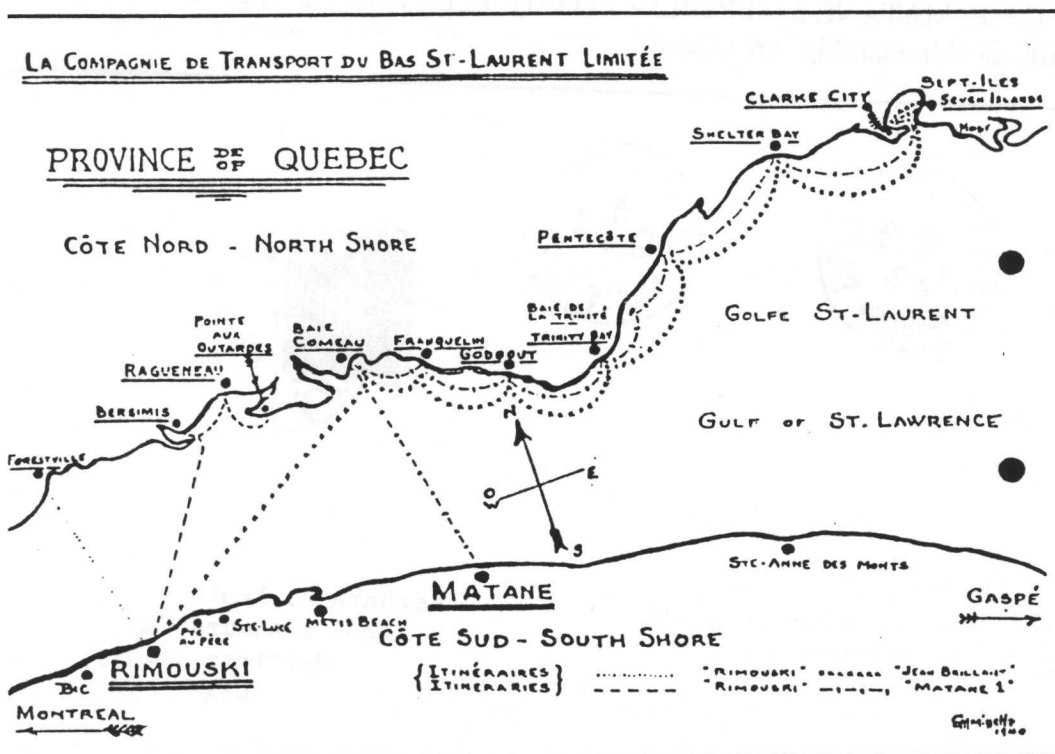 LA COMPAGNIE DE TRANSPORT DU BAS ST-LAURENT LIMITÉE
PROVINCE DE OF QUEBEC
CÔTE NORD - NORTH SHORE
SEPT-ILES
SEVEN ISLANDS
CLARKE CITY
MOISY
SHELTER BAY
PENTECÔTE
BAIE DE
LA TRINITÉ
TRINITY BAY
GODBOUT
FRANQUELIN
BAIE
COMEAU
POINTE
AUX
OUTARDES
RAGUENEAU
BERSIMIS
FORESTVILLE
GOLFE ST-LAURENT
GULF OF ST. LAWRENCE
N
O
W
E
S
STE-ANNE DES MONTS
GASPÉ
MATANE
METIS BEACH
STE-LUCE
PTE
AU PÈRE
RIMOUSKI
BIC
MONTREAL
CÔTE SUD - SOUTH SHORE
ITINÉRAIRES "RIMOUSKI" "JEAN BRILLANT"
ITINERARIES "RIMOUSKI" "MATANE 1"
1940